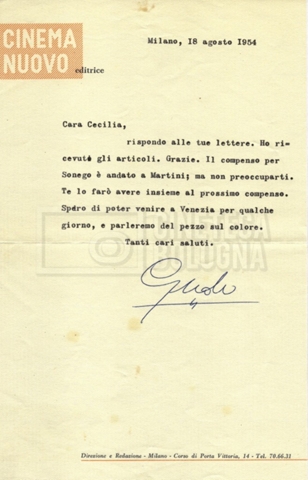 CINEMA
NUOVO
editrice
Milano, 18 agosto 1954
Cara Cecilia,
rispondo alle tue lettere. Ho ri-
cevuto gli articoli. Grazie. Il compenso per
Sonego è andato a Martini; ma non preoccuparti.
Te lo farò avere insieme al prossimo compenso.
Spero di poter venire a Venezia per qualche
giorno, e parleremo del pezzo sul colore.
Tanti cari saluti.
Guido
CINETECA
BOLOGNA
Direzione e Redazione - Milano - Corso di Porta Vittoria, 14 - Tel. 70.66.31